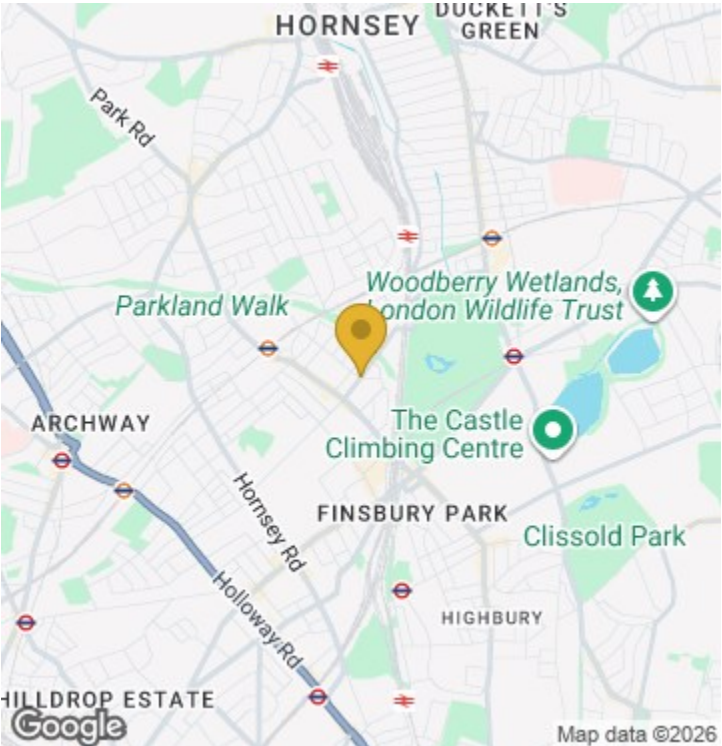 HORNSEY
DUCKETT'S
GREEN
Park Rd
Parkland Walk
Woodberry Wetlands,
London Wildlife Trust
ARCHWAY
The Castle
Climbing Centre
Hornsey Rd
FINSBURY PARK
Clissold Park
Holloway Rd
HIGHBURY
HILLDROP ESTATE
Google
Map data ©2026